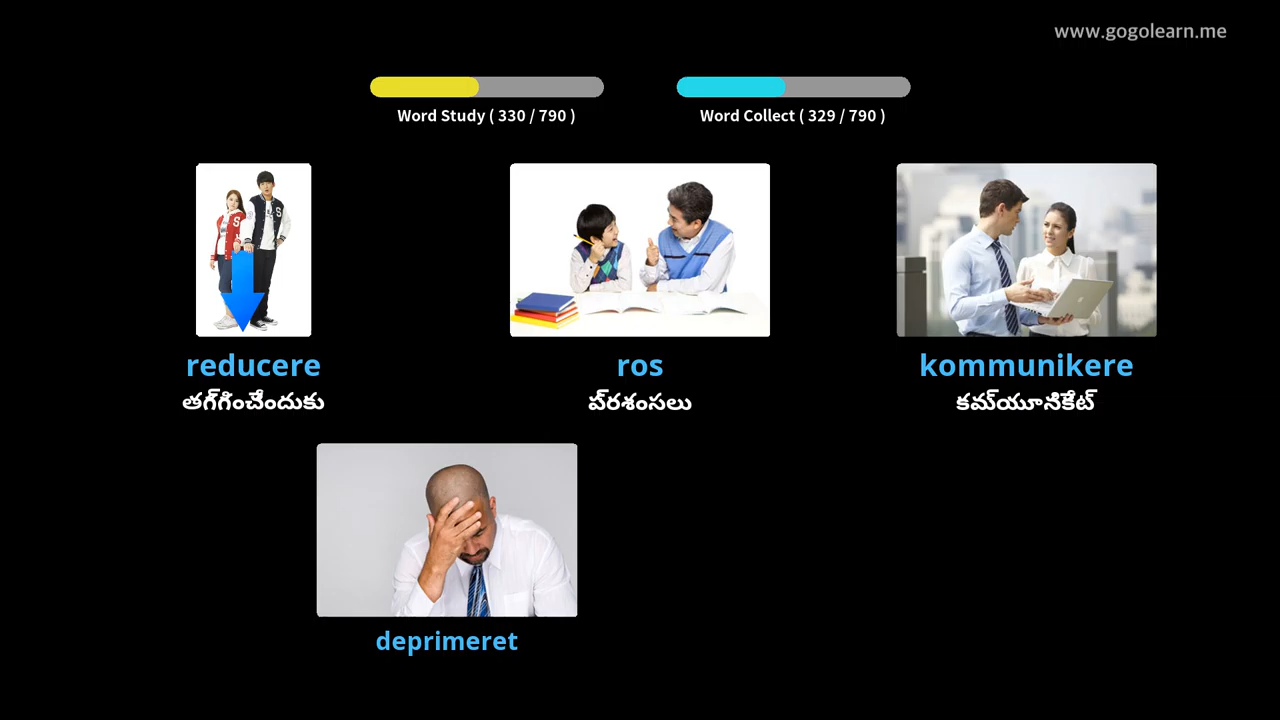 www.gogolearn.me
Word Study ( 330 / 790 )
Word Collect ( 329 / 790 )
reducere
ros
kommunikere
తగ్గించేందుకు
ప్రశంసలు
కమ్యూనికేట్
deprimeret